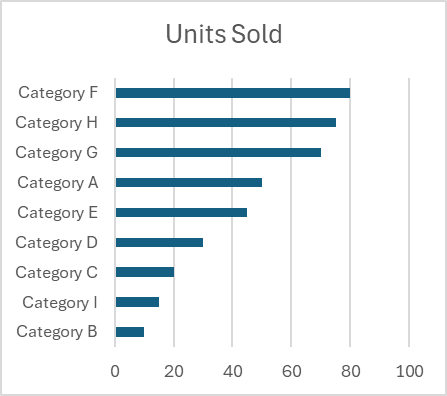 Units Sold
Category F
Category H
Category G
Category A
Category E
Category D
Category C
Category I
Category B
0 20 40 60 80 100